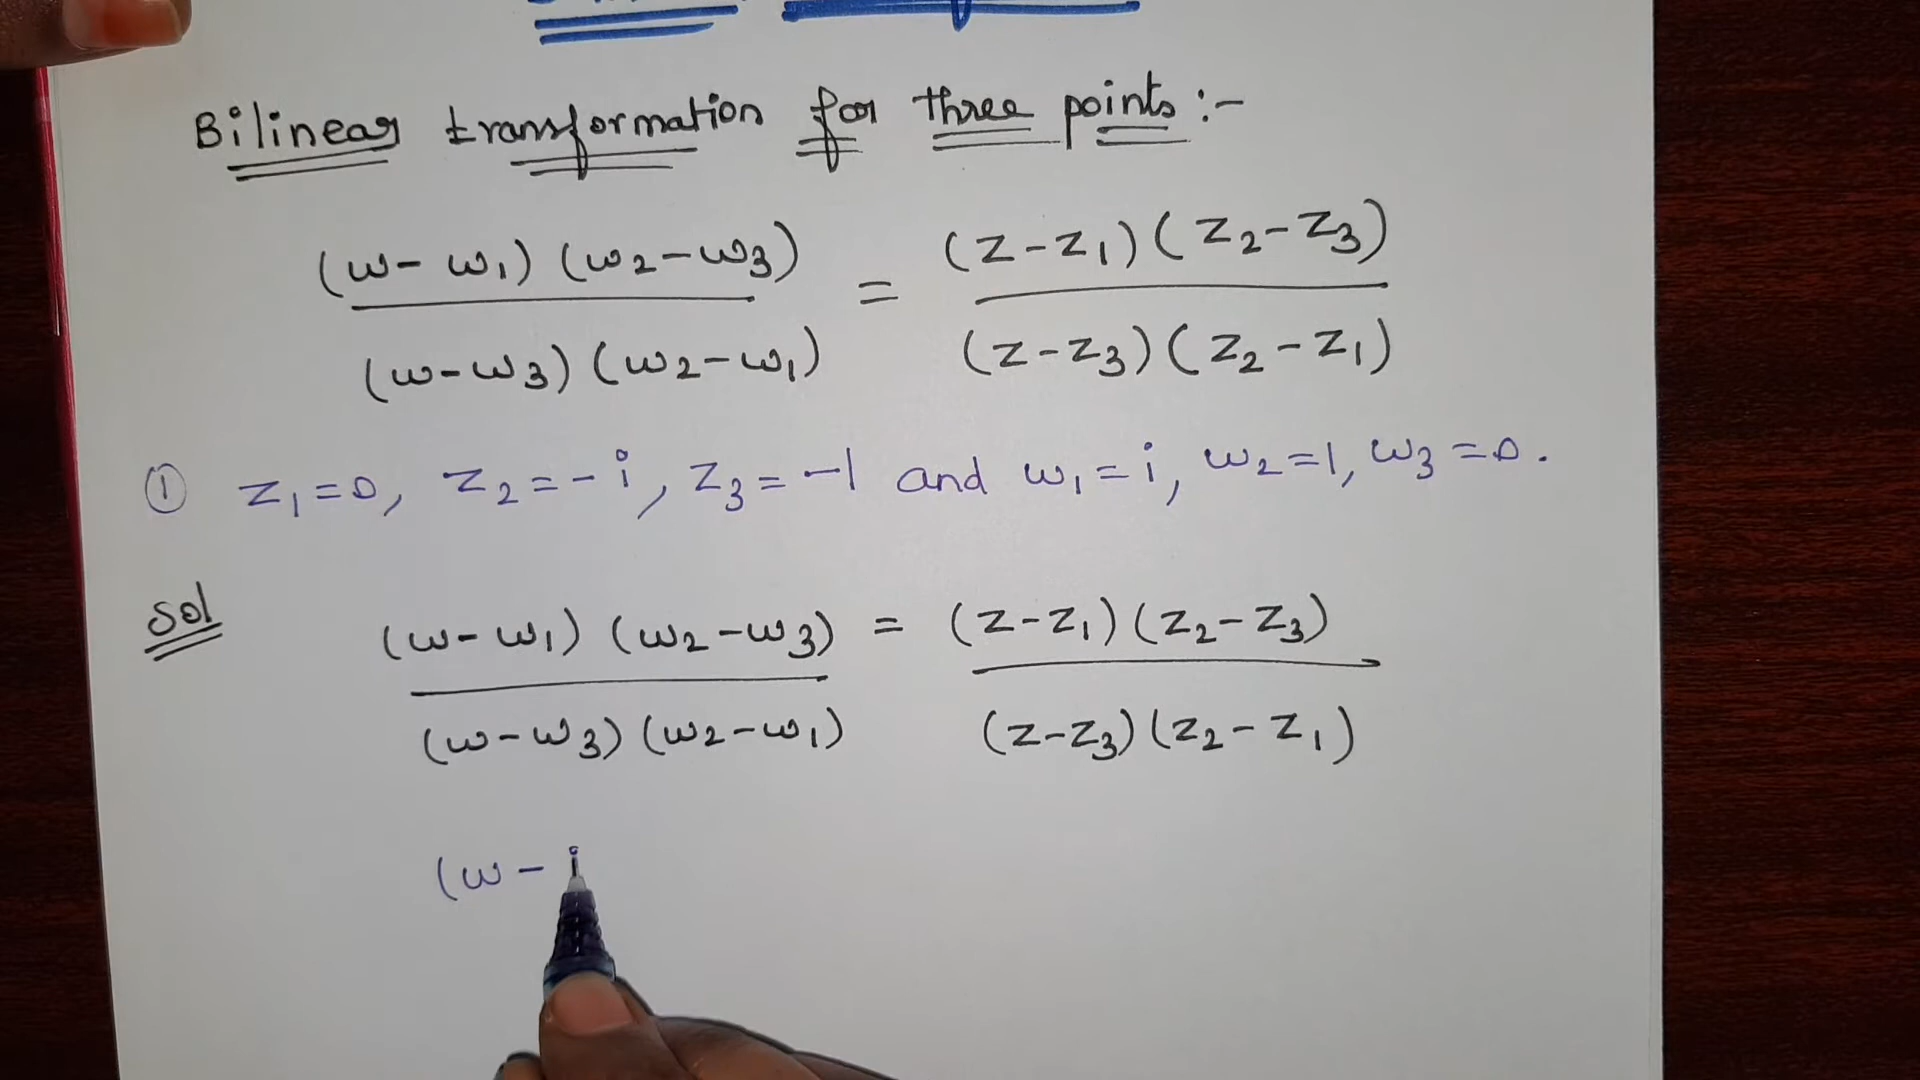 Bilinear transformation for three points :-
(w - w₁) (w₂ - w₃) / (w - w₃) (w₂ - w₁) = (z - z₁) (z₂ - z₃) / (z - z₃) (z₂ - z₁)
① z₁ = 0, z₂ = - i, z₃ = -1 and w₁ = i, w₂ = 1, w₃ = 0.
Sol (w - w₁) (w₂ - w₃) / (w - w₃) (w₂ - w₁) = (z - z₁) (z₂ - z₃) / (z - z₃) (z₂ - z₁)
(w - i